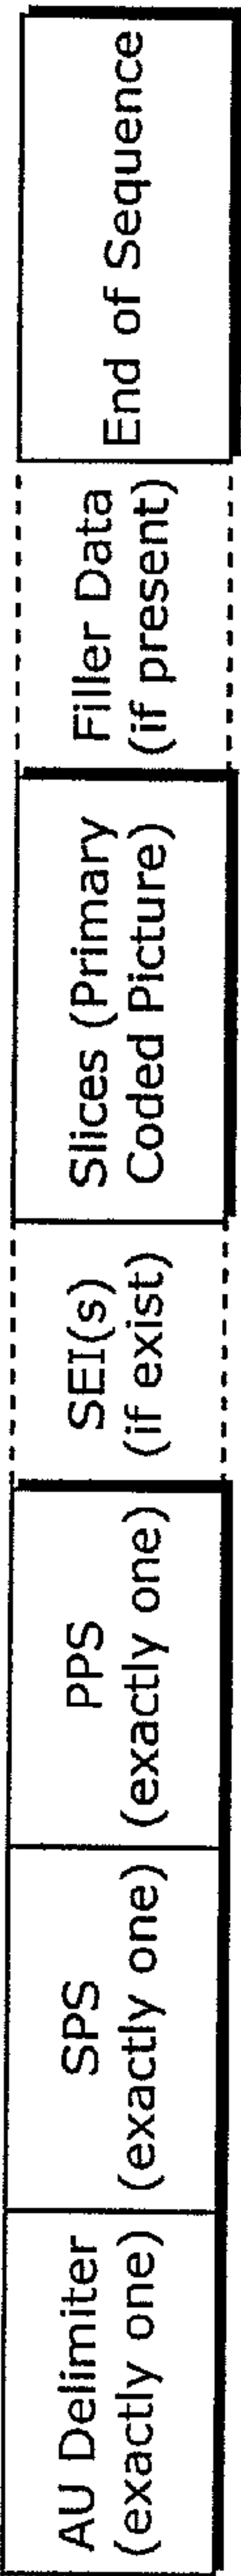 AU Delimiter
(exactly one)
SPS
(exactly one)
PPS
(exactly one)
SEI(s)
(if exist)
Slices (Primary
Coded Picture)
Filler Data
(if present)
End of Sequence